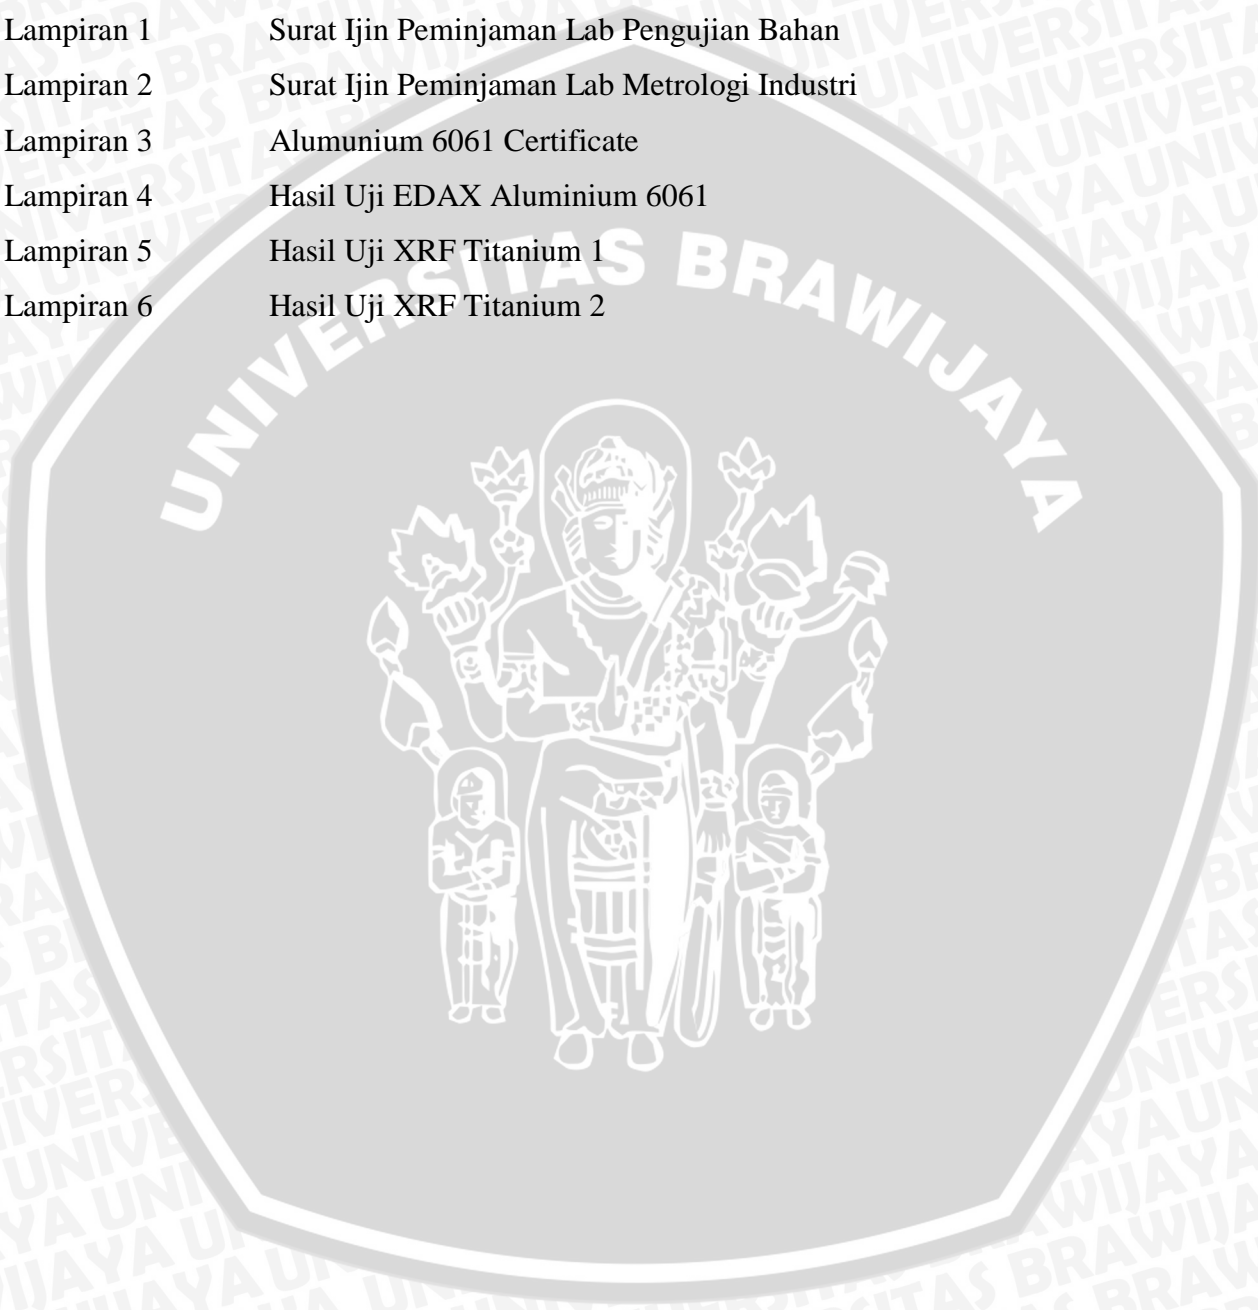 Lampiran 1 Surat Ijin Peminjaman Lab Pengujian Bahan
Lampiran 2 Surat Ijin Peminjaman Lab Metrologi Industri
Lampiran 3 Alumunium 6061 Certificate
Lampiran 4 Hasil Uji EDAX Aluminium 6061
Lampiran 5 Hasil Uji XRF Titanium 1
Lampiran 6 Hasil Uji XRF Titanium 2
UNIVERSITAS BRAWIJAYA